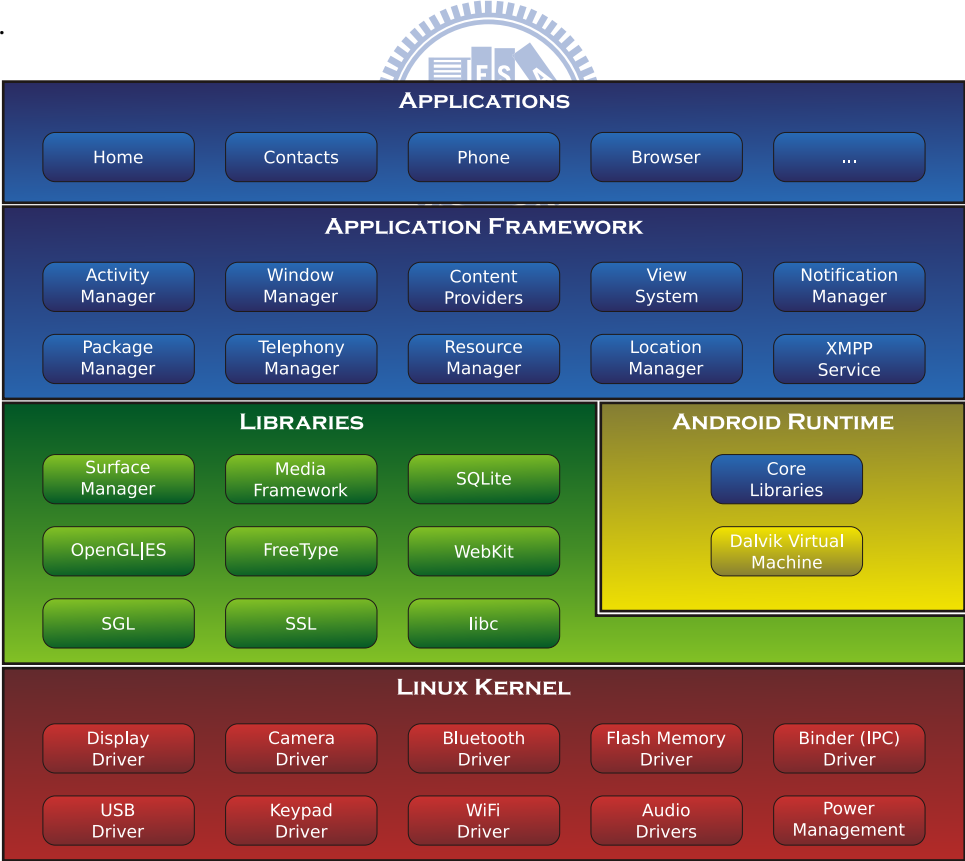 .
ES
APPLICATIONS
Home
Contacts
Phone
Browser
...
APPLICATION FRAMEWORK
Activity
Manager
Window
Manager
Content
Providers
View
System
Notification
Manager
Package
Manager
Telephony
Manager
Resource
Manager
Location
Manager
XMPP
Service
LIBRARIES
Surface
Manager
Media
Framework
SQLite
OpenGL|ES
FreeType
WebKit
SGL
SSL
libc
ANDROID RUNTIME
Core
Libraries
Dalvik Virtual
Machine
LINUX KERNEL
Display
Driver
Camera
Driver
Bluetooth
Driver
Flash Memory
Driver
Binder (IPC)
Driver
USB
Driver
Keypad
Driver
WiFi
Driver
Audio
Drivers
Power
Management